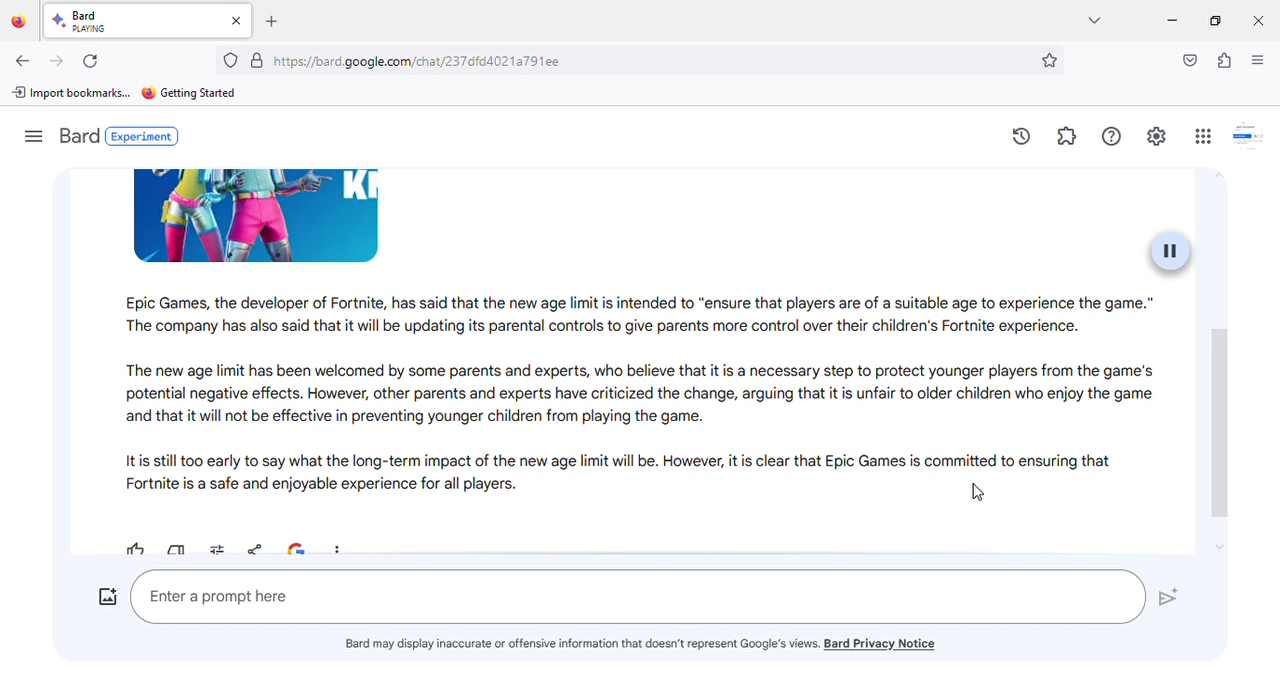 Bard
PLAYING
https://bard.google.com/chat/237dfd4021a791ee
Import bookmarks...
Getting Started
Bard Experiment
Epic Games, the developer of Fortnite, has said that the new age limit is intended to "ensure that players are of a suitable age to experience the game."
The company has also said that it will be updating its parental controls to give parents more control over their children's Fortnite experience.
The new age limit has been welcomed by some parents and experts, who believe that it is a necessary step to protect younger players from the game's
potential negative effects. However, other parents and experts have criticized the change, arguing that it is unfair to older children who enjoy the game
and that it will not be effective in preventing younger children from playing the game.
It is still too early to say what the long-term impact of the new age limit will be. However, it is clear that Epic Games is committed to ensuring that
Fortnite is a safe and enjoyable experience for all players.
Enter a prompt here
Bard may display inaccurate or offensive information that doesn't represent Google's views. Bard Privacy Notice